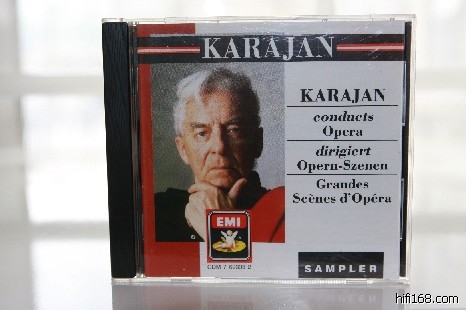 KARAJAN
KARAJAN
conducts
Opera
dirigiert
Opern-Szenen
Grandes
Scènes d'Opéra
EMI
SAMPLER
hifi168.com